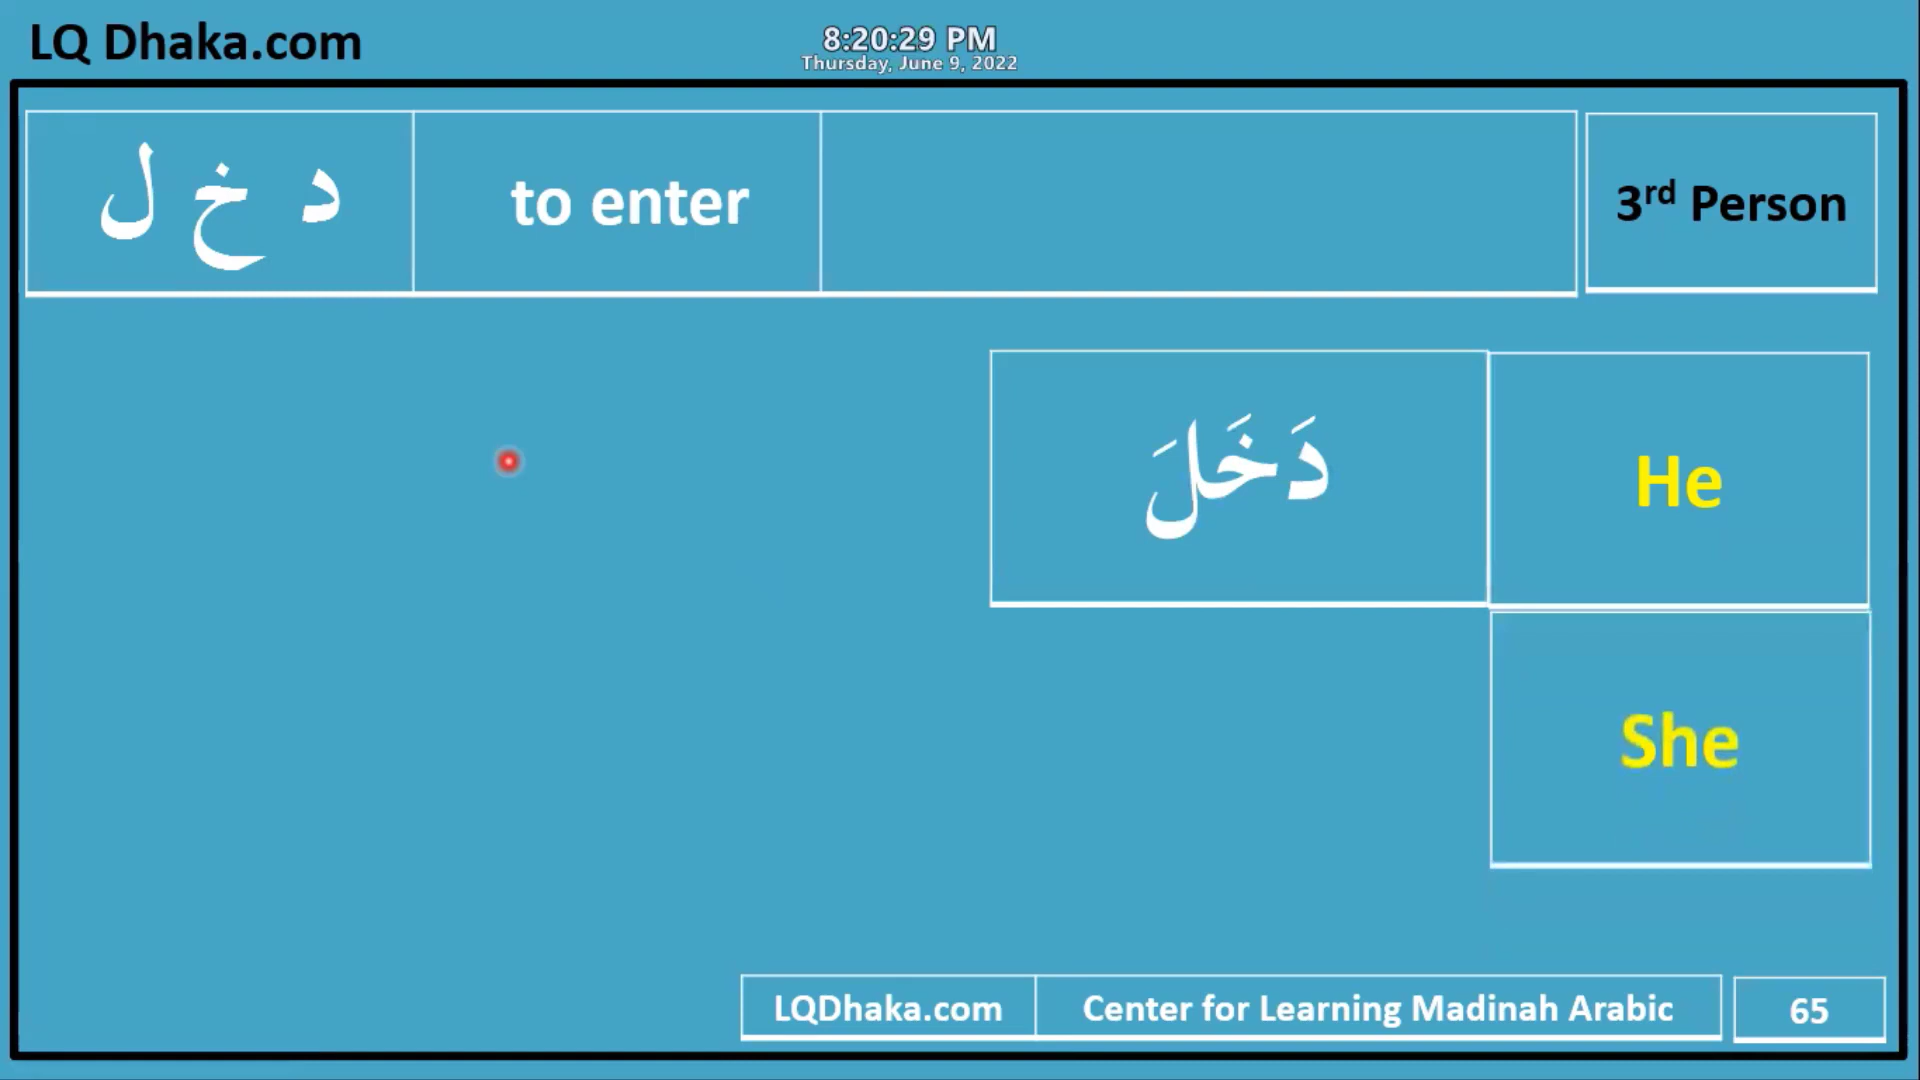 LQ Dhaka.com
8:20:29 PM
Thursday, June 9, 2022
د خ ل
to enter
3rd Person
دَخَلَ
He
She
LQDhaka.com
Center for Learning Madinah Arabic
65